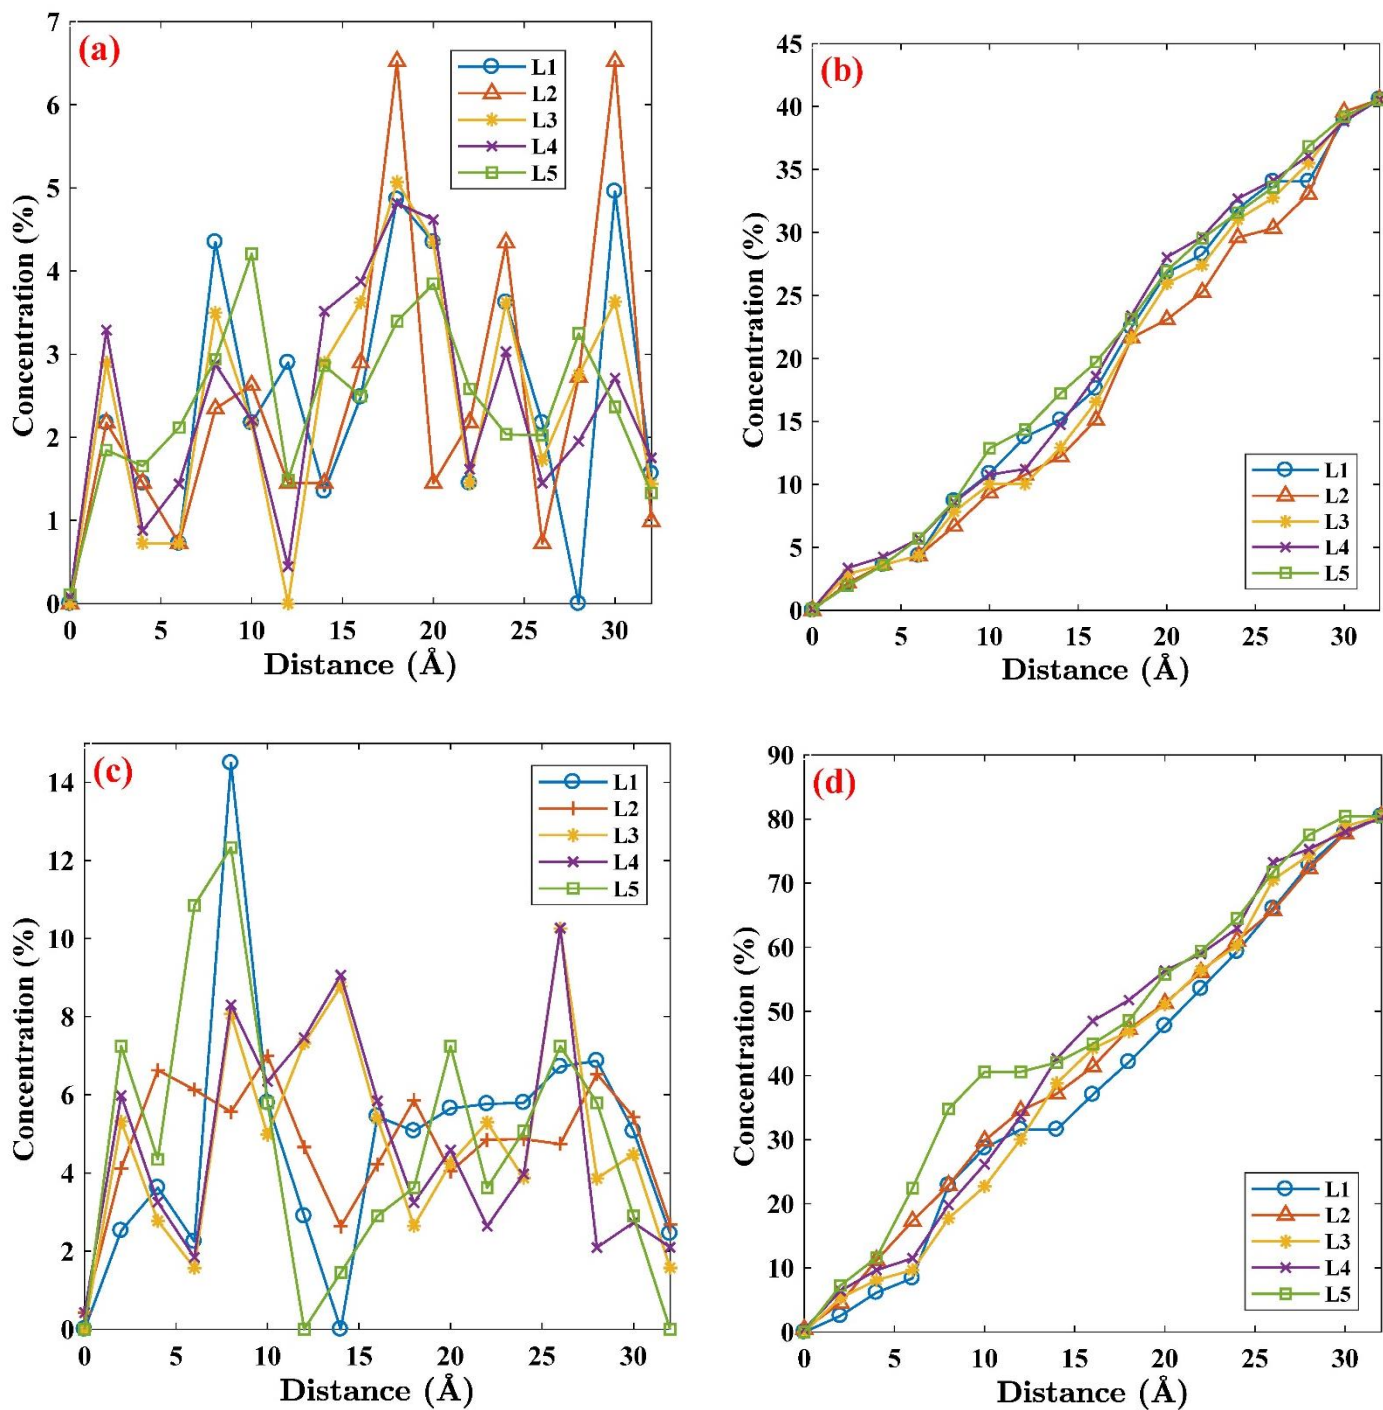 (a)
7
6
5
4
3
2
1
0
Concentration (%)
L1
L2
L3
L4
L5
0 5 10 15 20 25 30
Distance (Å)
(b)
45
40
35
30
25
20
15
10
5
0
Concentration (%)
L1
L2
L3
L4
L5
0 5 10 15 20 25 30
Distance (Å)
(c)
14
12
10
8
6
4
2
0
Concentration (%)
L1
L2
L3
L4
L5
0 5 10 15 20 25 30
Distance (Å)
(d)
90
80
70
60
50
40
30
20
10
0
Concentration (%)
L1
L2
L3
L4
L5
0 5 10 15 20 25 30
Distance (Å)